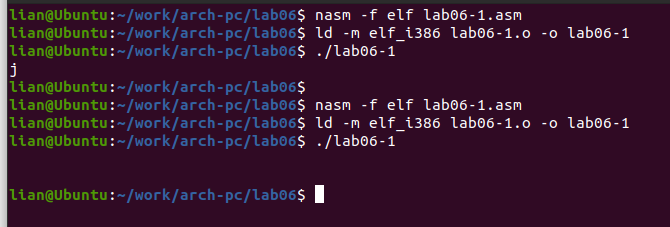 lian@Ubuntu:~/work/arch-pc/lab06$ nasm -f elf lab06-1.asm
lian@Ubuntu:~/work/arch-pc/lab06$ ld -m elf_i386 lab06-1.o -o lab06-1
lian@Ubuntu:~/work/arch-pc/lab06$ ./lab06-1
j
lian@Ubuntu:~/work/arch-pc/lab06$
lian@Ubuntu:~/work/arch-pc/lab06$ nasm -f elf lab06-1.asm
lian@Ubuntu:~/work/arch-pc/lab06$ ld -m elf_i386 lab06-1.o -o lab06-1
lian@Ubuntu:~/work/arch-pc/lab06$ ./lab06-1
lian@Ubuntu:~/work/arch-pc/lab06$